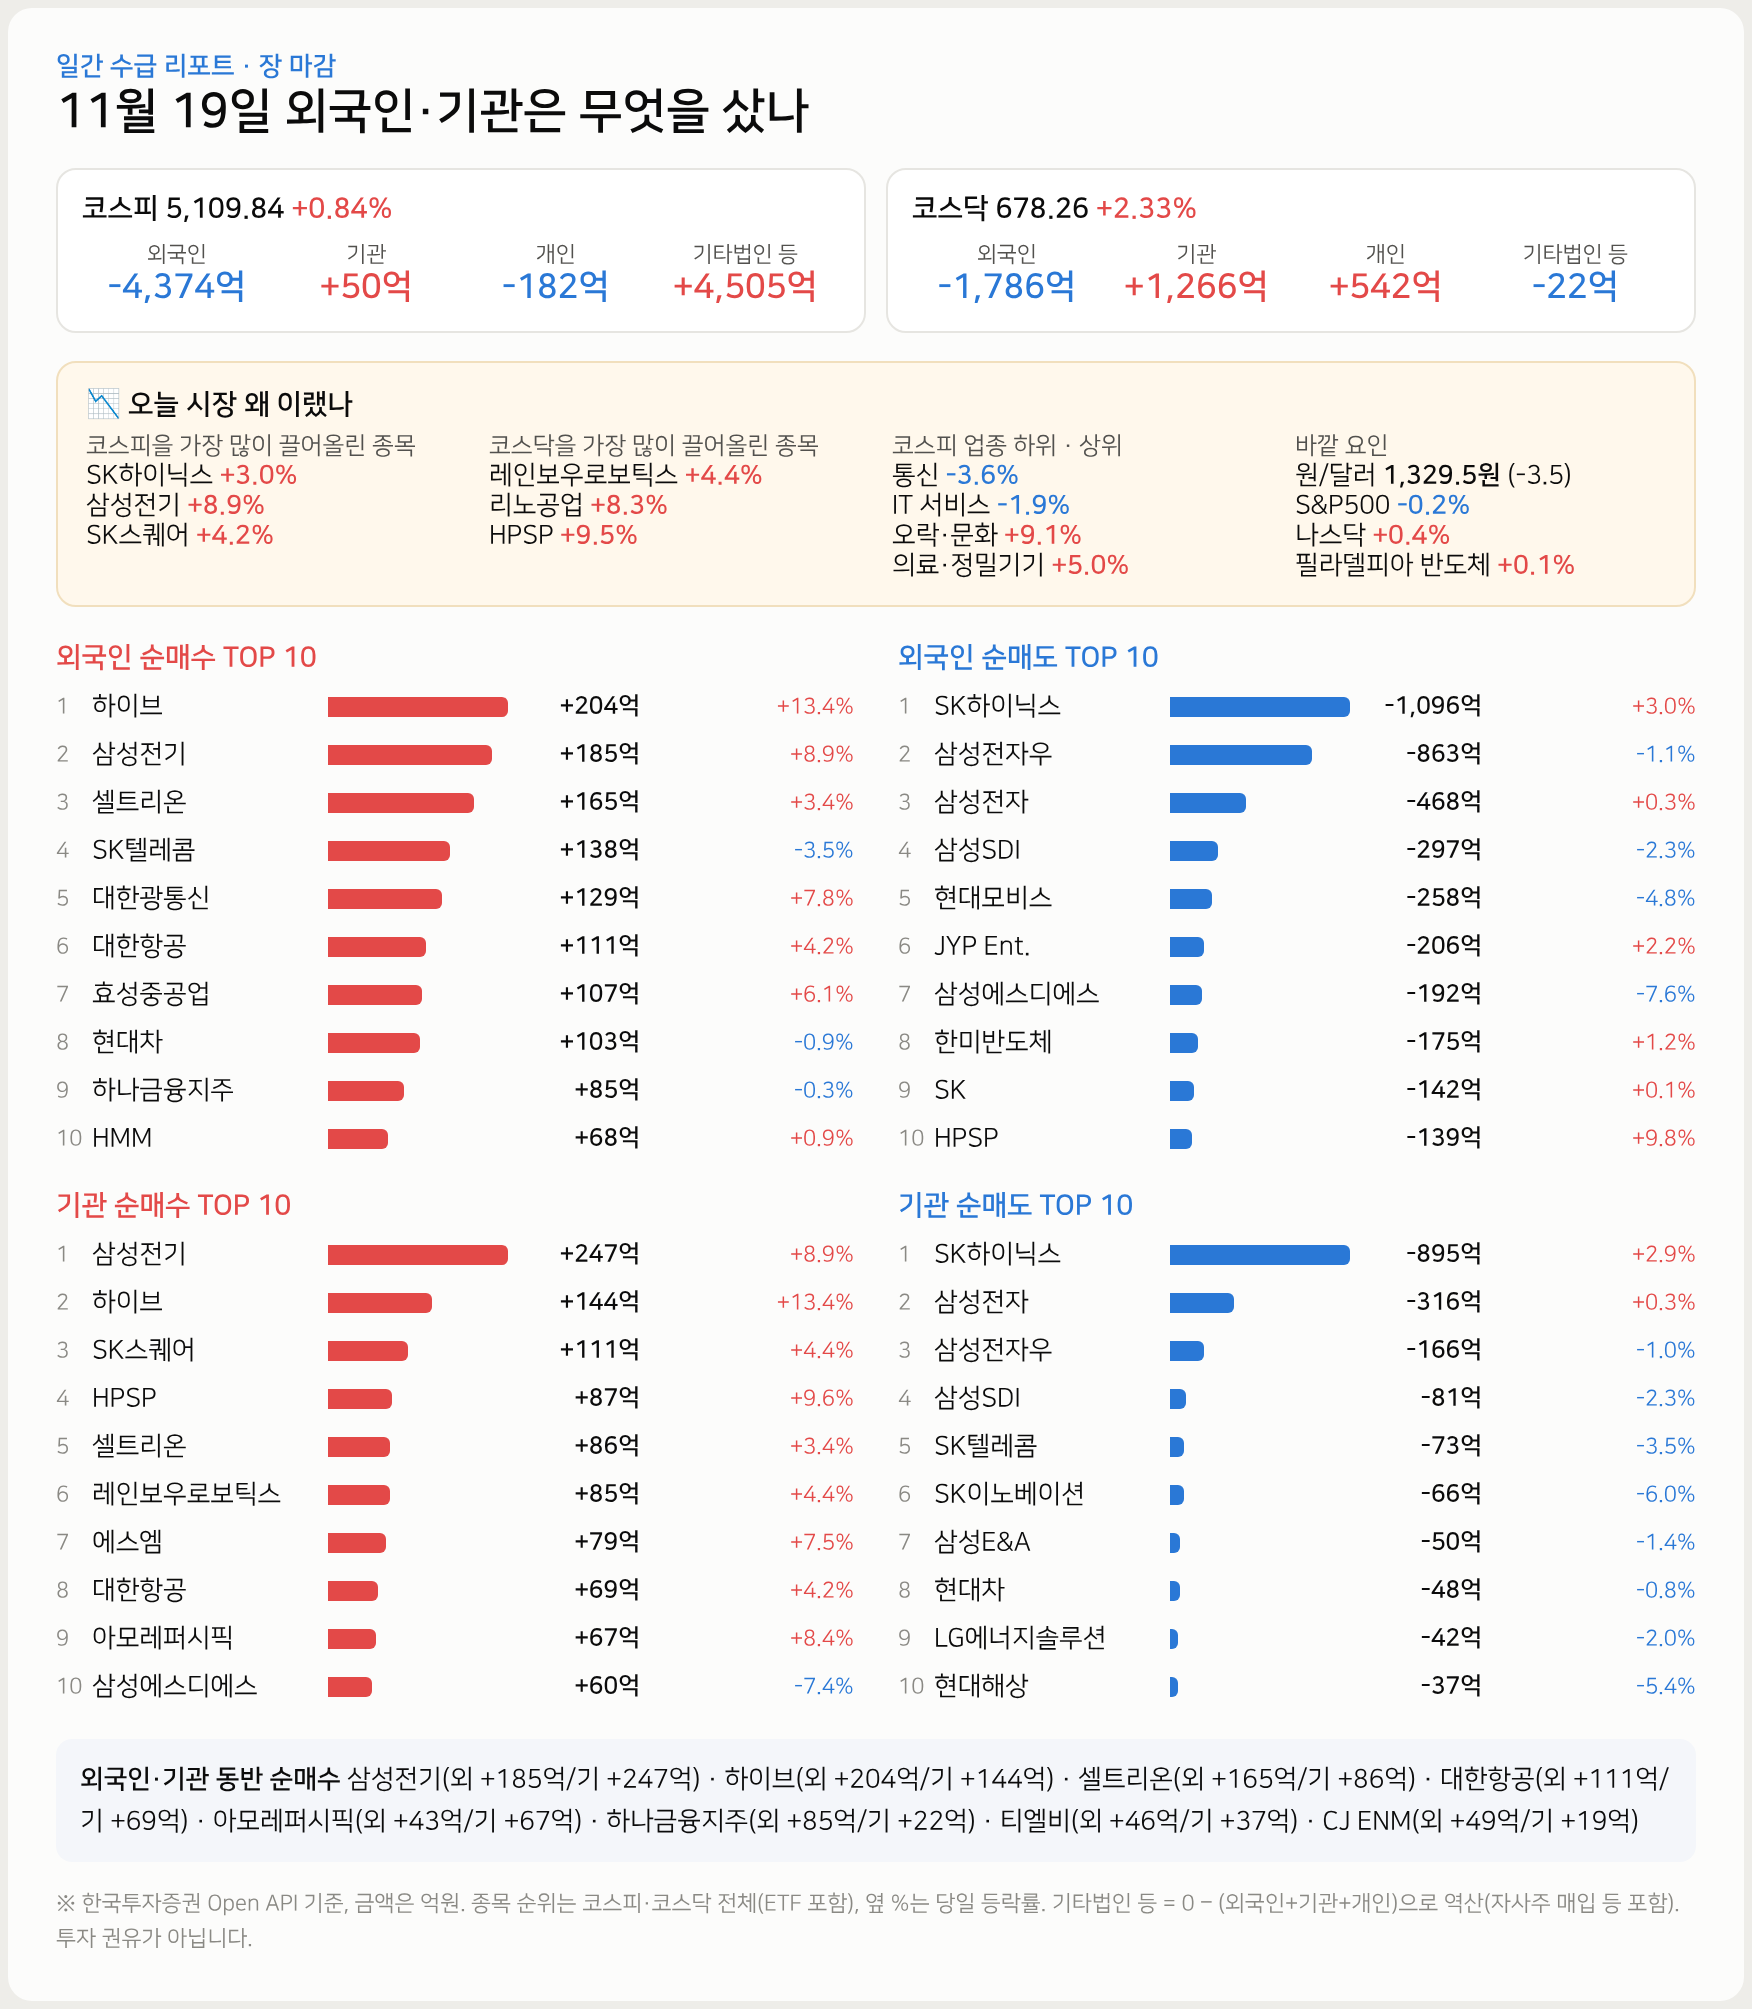 일간 수급 리포트 · 장 마감
11월 19일 외국인·기관은 무엇을 샀나
코스피 5,109.84 +0.84%
외국인 기관 개인 기타법인 등
-4,374억 +50억 -182억 +4,505억
코스닥 678.26 +2.33%
외국인 기관 개인 기타법인 등
-1,786억 +1,266억 +542억 -22억
오늘 시장 왜 이랬나
코스피을 가장 많이 끌어올린 종목
SK하이닉스 +3.0%
삼성전기 +8.9%
SK스퀘어 +4.2%
코스닥을 가장 많이 끌어올린 종목
레인보우로보틱스 +4.4%
리노공업 +8.3%
HPSP +9.5%
코스피 업종 하위 · 상위
통신 -3.6%
IT 서비스 -1.9%
오락·문화 +9.1%
의료·정밀기기 +5.0%
바깥 요인
원/달러 1,329.5원 (-3.5)
S&P500 -0.2%
나스닥 +0.4%
필라델피아 반도체 +0.1%
외국인 순매수 TOP 10
1 하이브 +204억 +13.4%
2 삼성전기 +185억 +8.9%
3 셀트리온 +165억 +3.4%
4 SK텔레콤 +138억 -3.5%
5 대한광통신 +129억 +7.8%
6 대한항공 +111억 +4.2%
7 효성중공업 +107억 +6.1%
8 현대차 +103억 -0.9%
9 하나금융지주 +85억 -0.3%
10 HMM +68억 +0.9%
외국인 순매도 TOP 10
1 SK하이닉스 -1,096억 +3.0%
2 삼성전자우 -863억 -1.1%
3 삼성전자 -468억 +0.3%
4 삼성SDI -297억 -2.3%
5 현대모비스 -258억 -4.8%
6 JYP Ent. -206억 +2.2%
7 삼성에스디에스 -192억 -7.6%
8 한미반도체 -175억 +1.2%
9 SK -142억 +0.1%
10 HPSP -139억 +9.8%
기관 순매수 TOP 10
1 삼성전기 +247억 +8.9%
2 하이브 +144억 +13.4%
3 SK스퀘어 +111억 +4.4%
4 HPSP +87억 +9.6%
5 셀트리온 +86억 +3.4%
6 레인보우로보틱스 +85억 +4.4%
7 에스엠 +79억 +7.5%
8 대한항공 +69억 +4.2%
9 아모레퍼시픽 +67억 +8.4%
10 삼성에스디에스 +60억 -7.4%
기관 순매도 TOP 10
1 SK하이닉스 -895억 +2.9%
2 삼성전자 -316억 +0.3%
3 삼성전자우 -166억 -1.0%
4 삼성SDI -81억 -2.3%
5 SK텔레콤 -73억 -3.5%
6 SK이노베이션 -66억 -6.0%
7 삼성E&A -50억 -1.4%
8 현대차 -48억 -0.8%
9 LG에너지솔루션 -42억 -2.0%
10 현대해상 -37억 -5.4%
외국인·기관 동반 순매수 삼성전기(외 +185억/기 +247억) · 하이브(외 +204억/기 +144억) · 셀트리온(외 +165억/기 +86억) · 대한항공(외 +111억/
기 +69억) · 아모레퍼시픽(외 +43억/기 +67억) · 하나금융지주(외 +85억/기 +22억) · 티엘비(외 +46억/기 +37억) · CJ ENM(외 +49억/기 +19억)
※ 한국투자증권 Open API 기준, 금액은 억원. 종목 순위는 코스피·코스닥 전체(ETF 포함), 옆 %는 당일 등락률. 기타법인 등 = 0 − (외국인+기관+개인)으로 역산(자사주 매입 등 포함).
투자 권유가 아닙니다.